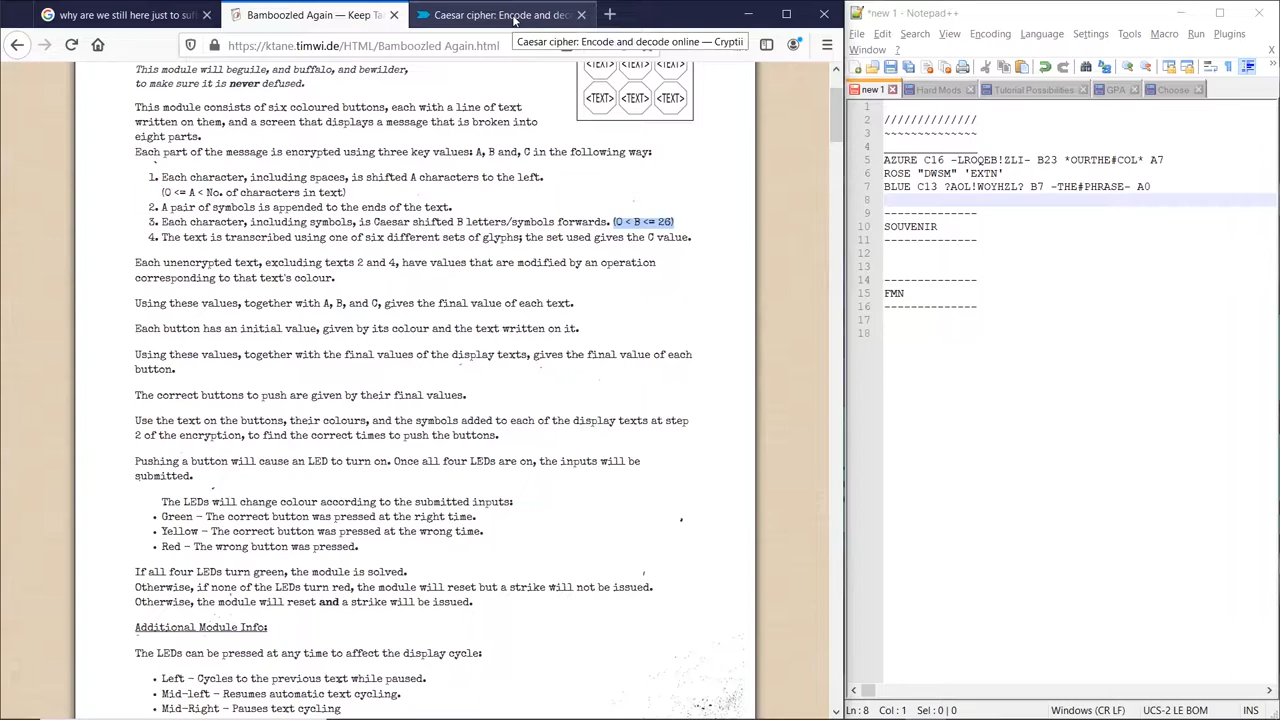 why are we still here just to
Bamboozled Again — Keep Ta
Caesar cipher: Encode and dec
https://ktane.timwi.de/HTML/Bamboozled Again.html
Caesar cipher: Encode and decode online — Cryptii
This module will beguile, and buffalo, and bewilder,
to make sure it is never defused.
<TEXT> <TEXT> <TEXT>
<TEXT> <TEXT> <TEXT>
This module consists of six coloured buttons, each with a line of text
written on them, and a screen that displays a message that is broken into
eight parts.
Each part of the message is encrypted using three key values: A, B and, C in the following way:
1. Each character, including spaces, is shifted A characters to the left.
(0 <= A < No. of characters in text)
2. A pair of symbols is appended to the ends of the text.
3. Each character, including symbols, is Caesar shifted B letters/symbols forwards. (0 < B <= 26)
4. The text is transcribed using one of six different sets of glyphs; the set used gives the C value.
Each unencrypted text, excluding texts 2 and 4, have values that are modified by an operation
corresponding to that text's colour.
Using these values, together with A, B, and C, gives the final value of each text.
Each button has an initial value, given by its colour and the text written on it.
Using these values, together with the final values of the display texts, gives the final value of each
button.
The correct buttons to push are given by their final values.
Use the text on the buttons, their colours, and the symbols added to each of the display texts at step
2 of the encryption, to find the correct times to push the buttons.
Pushing a button will cause an LED to turn on. Once all four LEDs are on, the inputs will be
submitted.
The LEDs will change colour according to the submitted inputs:
• Green – The correct button was pressed at the right time.
• Yellow – The correct button was pressed at the wrong time.
• Red – The wrong button was pressed.
If all four LEDs turn green, the module is solved.
Otherwise, if none of the LEDs turn red, the module will reset but a strike will not be issued.
Otherwise, the module will reset and a strike will be issued.
Additional Module Info:
The LEDs can be pressed at any time to affect the display cycle:
• Left – Cycles to the previous text while paused.
• Mid-left – Resumes automatic text cycling.
• Mid-Right – Pauses text cycling
*new 1 - Notepad++
File Edit Search View Encoding Language Settings Tools Macro Run Plugins
Window ?
new 1 Hard Mods Tutorial Possibilities GPA Choose
1
2 //////////////
3 ~~~~~~~~~~~~~~
4 ______________
5 AZURE C16 -LROQEB!ZLI- B23 *OURTHE#COL* A7
6 ROSE "DWSM" 'EXTN'
7 BLUE C13 ?AOL!WOYHZL? B7 -THE#PHRASE- A0
8
9 --------------
10 SOUVENIR
11 --------------
12
13
14 --------------
15 FMN
16 --------------
17
18
Ln : 8 Col : 1 Sel : 0 | 0 Windows (CR LF) UCS-2 LE BOM INS